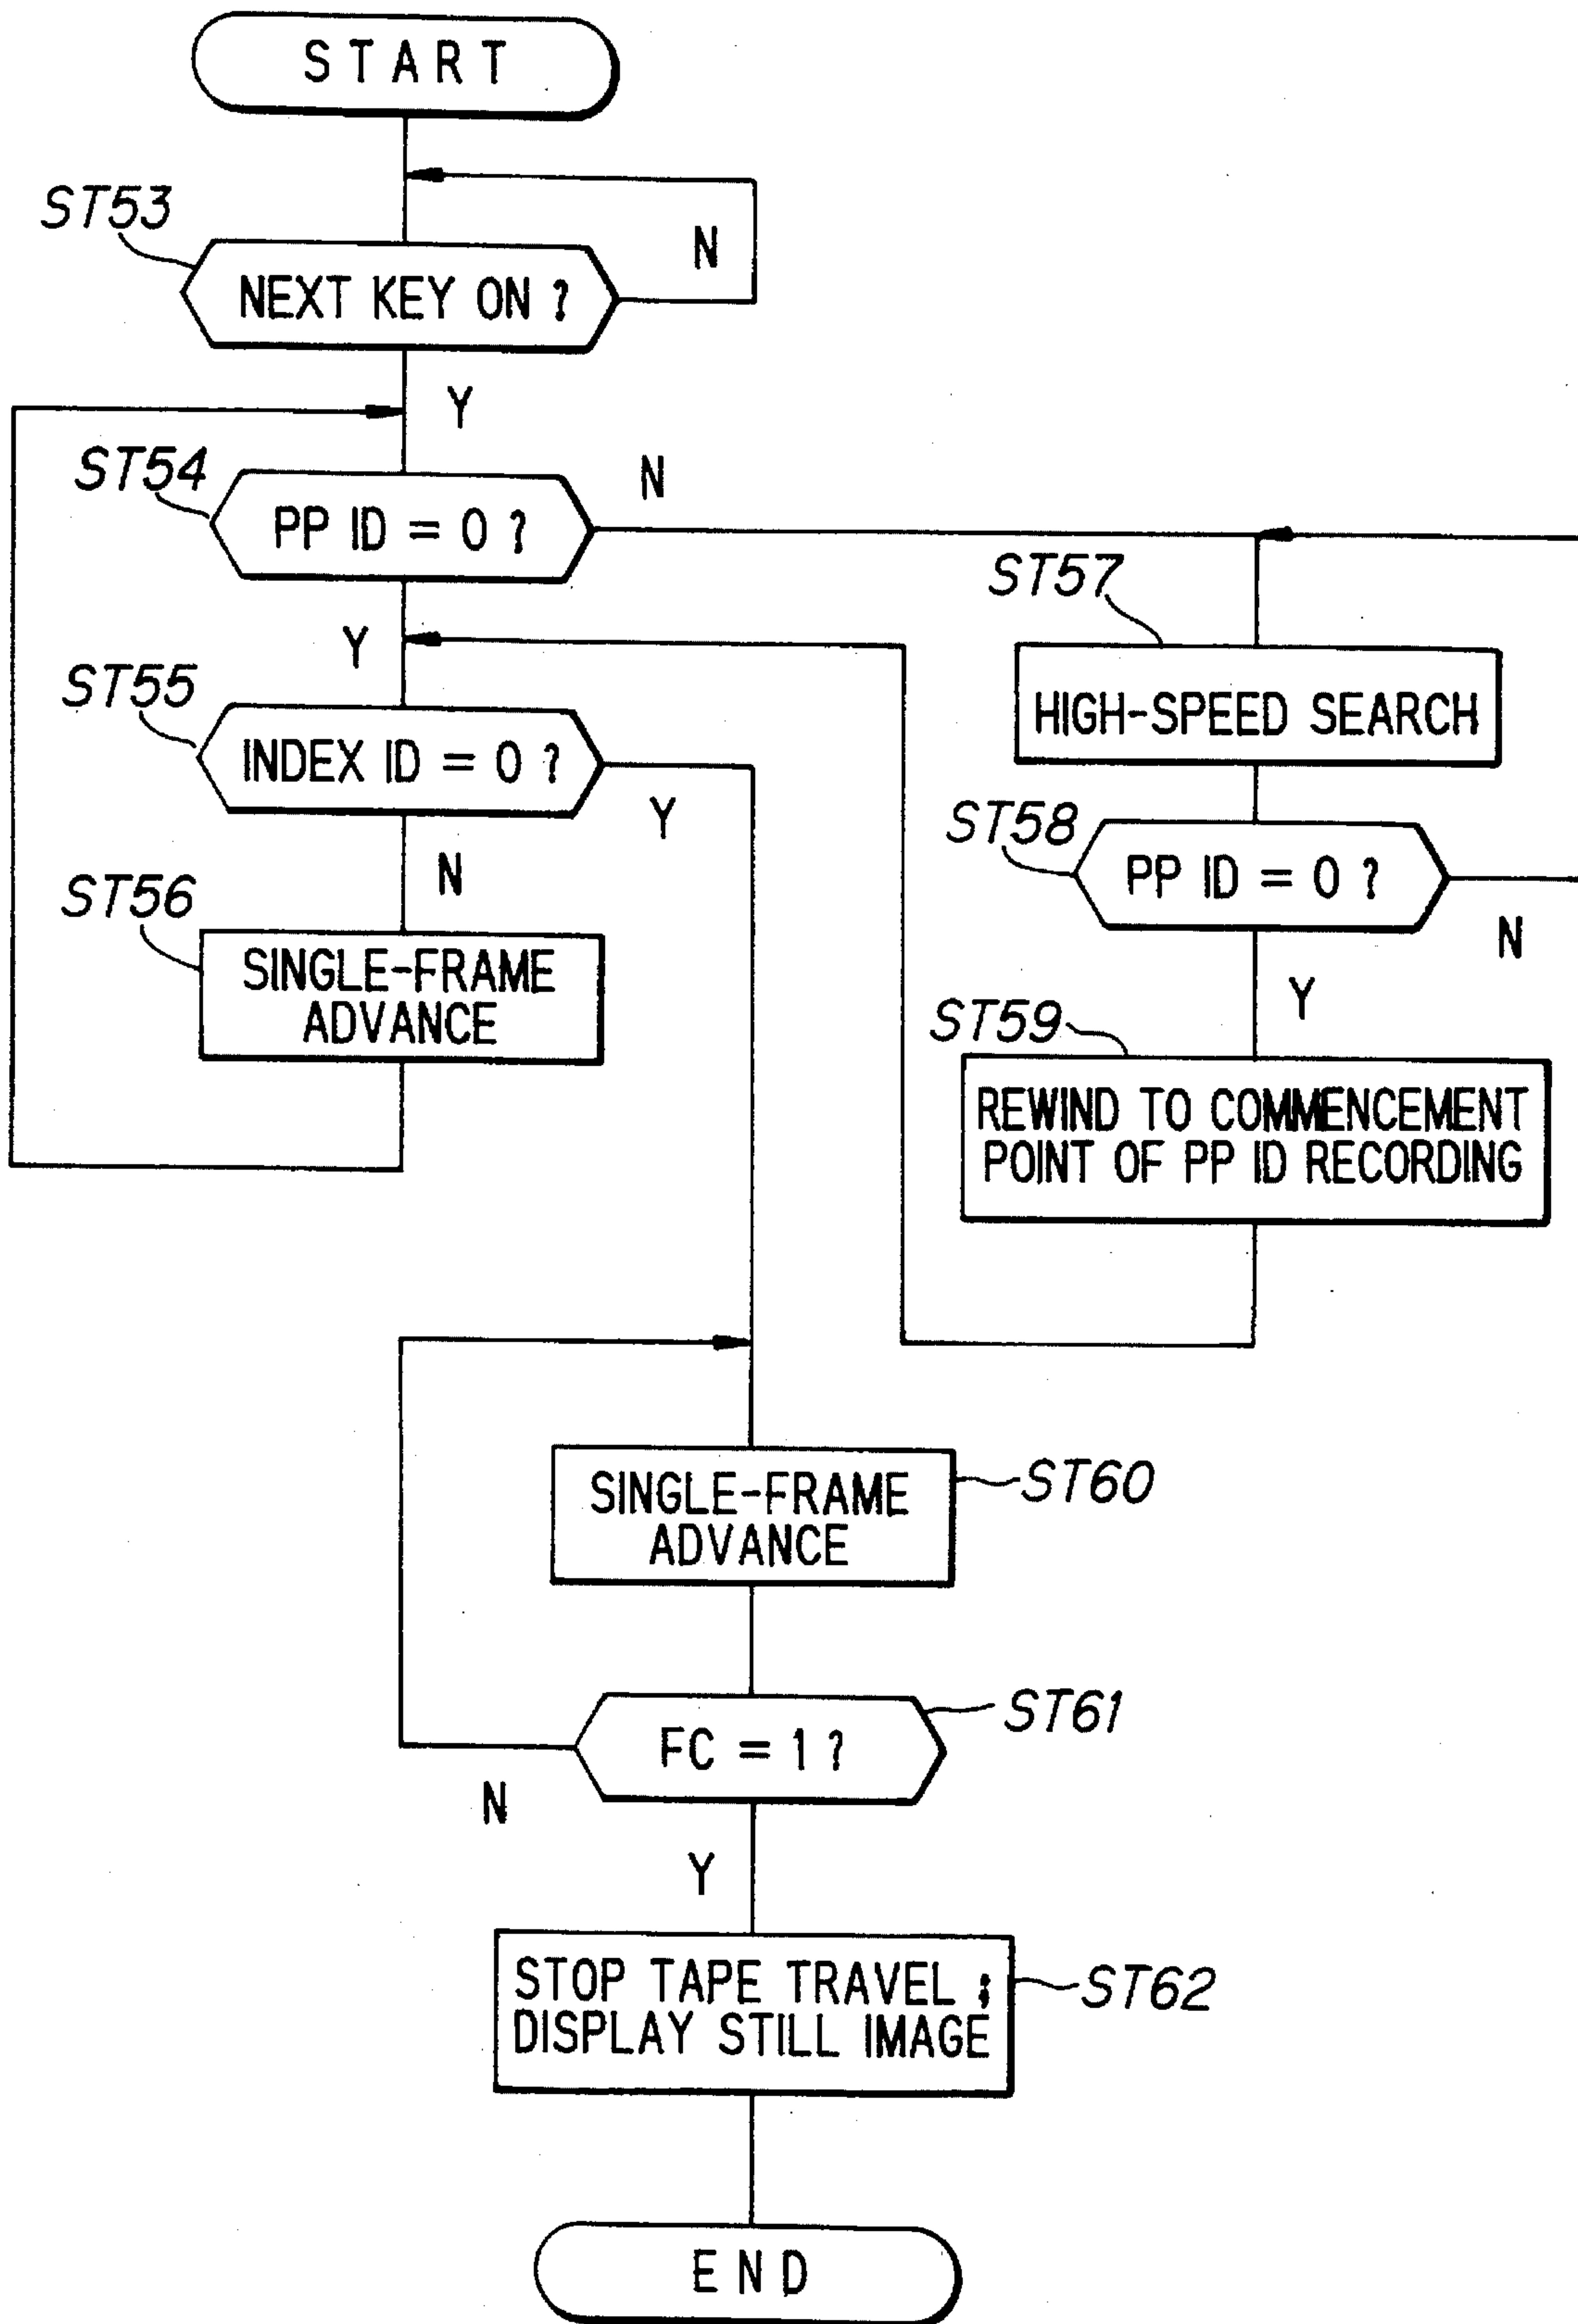 START
ST53
N
NEXT KEY ON ?
Y
ST54
N
PP ID = 0 ?
ST57
Y
ST55
HIGH-SPEED SEARCH
INDEX ID = 0 ?
Y
ST58
PP ID = 0 ?
N
ST56
N
SINGLE-FRAME
ADVANCE
Y
ST59
REWIND TO COMMENCEMENT
POINT OF PP ID RECORDING
SINGLE-FRAME
ADVANCE
ST60
ST61
FC = 1 ?
N
Y
STOP TAPE TRAVEL ;
DISPLAY STILL IMAGE
ST62
END